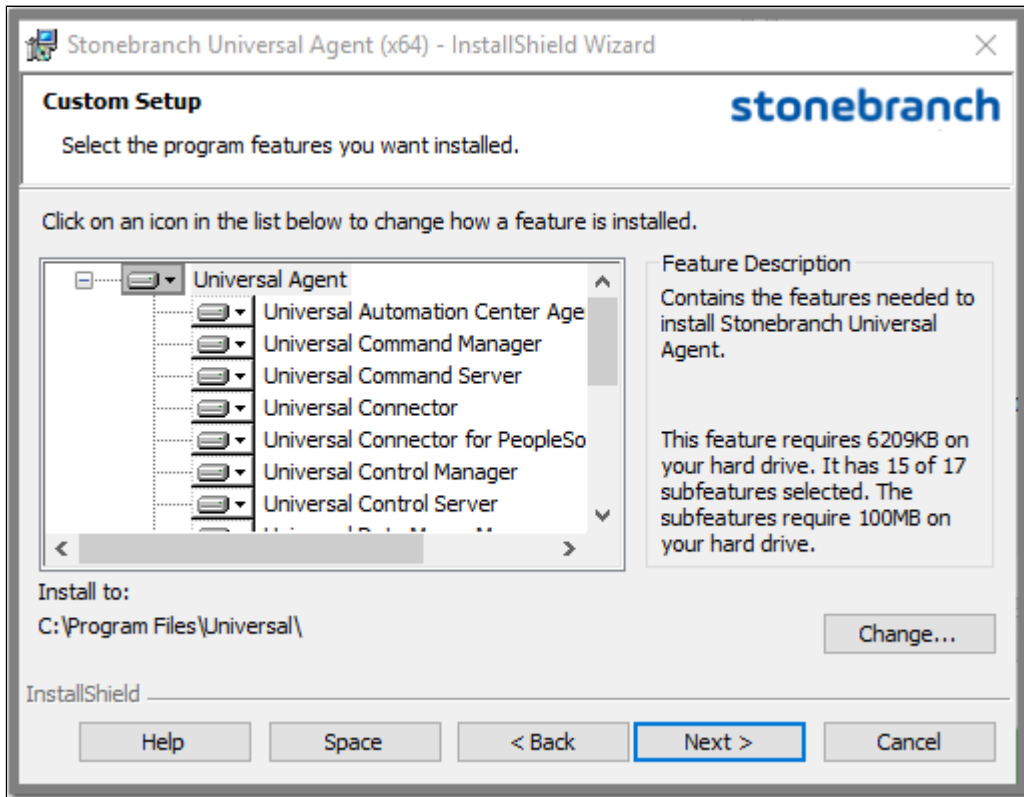 Stonebranch Universal Agent (x64) - InstallShield Wizard
Custom Setup
stonebranch
Select the program features you want installed.
Click on an icon in the list below to change how a feature is installed.
Universal Agent
Universal Automation Center Age
Universal Command Manager
Universal Command Server
Universal Connector
Universal Connector for PeopleSo
Universal Control Manager
Universal Control Server
Feature Description
Contains the features needed to
install Stonebranch Universal
Agent.
This feature requires 6209KB on
your hard drive. It has 15 of 17
subfeatures selected. The
subfeatures require 100MB on
your hard drive.
Install to:
C:\Program Files\Universal\
Change...
InstallShield
Help
Space
< Back
Next >
Cancel